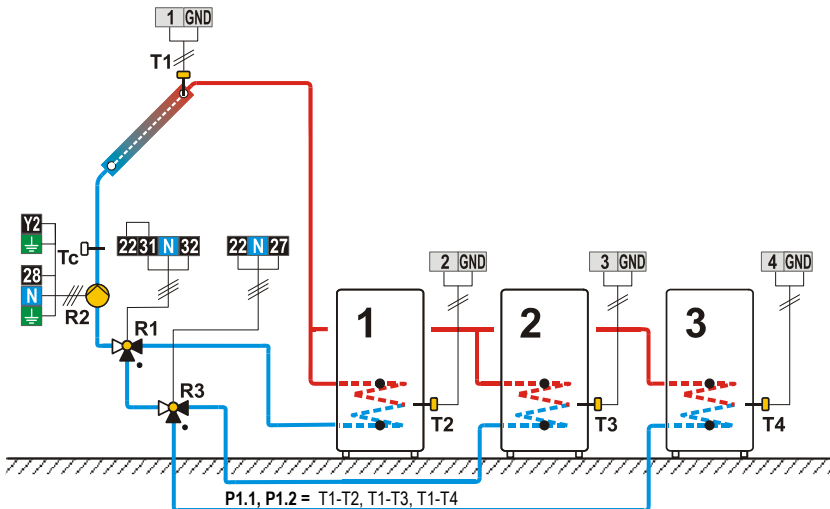 1 GND
T1
Y2
Tc
22 31 N 32
22 N 27
28
N
R2
2 GND
3 GND
4 GND
R1
1
2
3
R3
T2
T3
T4
P1.1, P1.2 = T1-T2, T1-T3, T1-T4